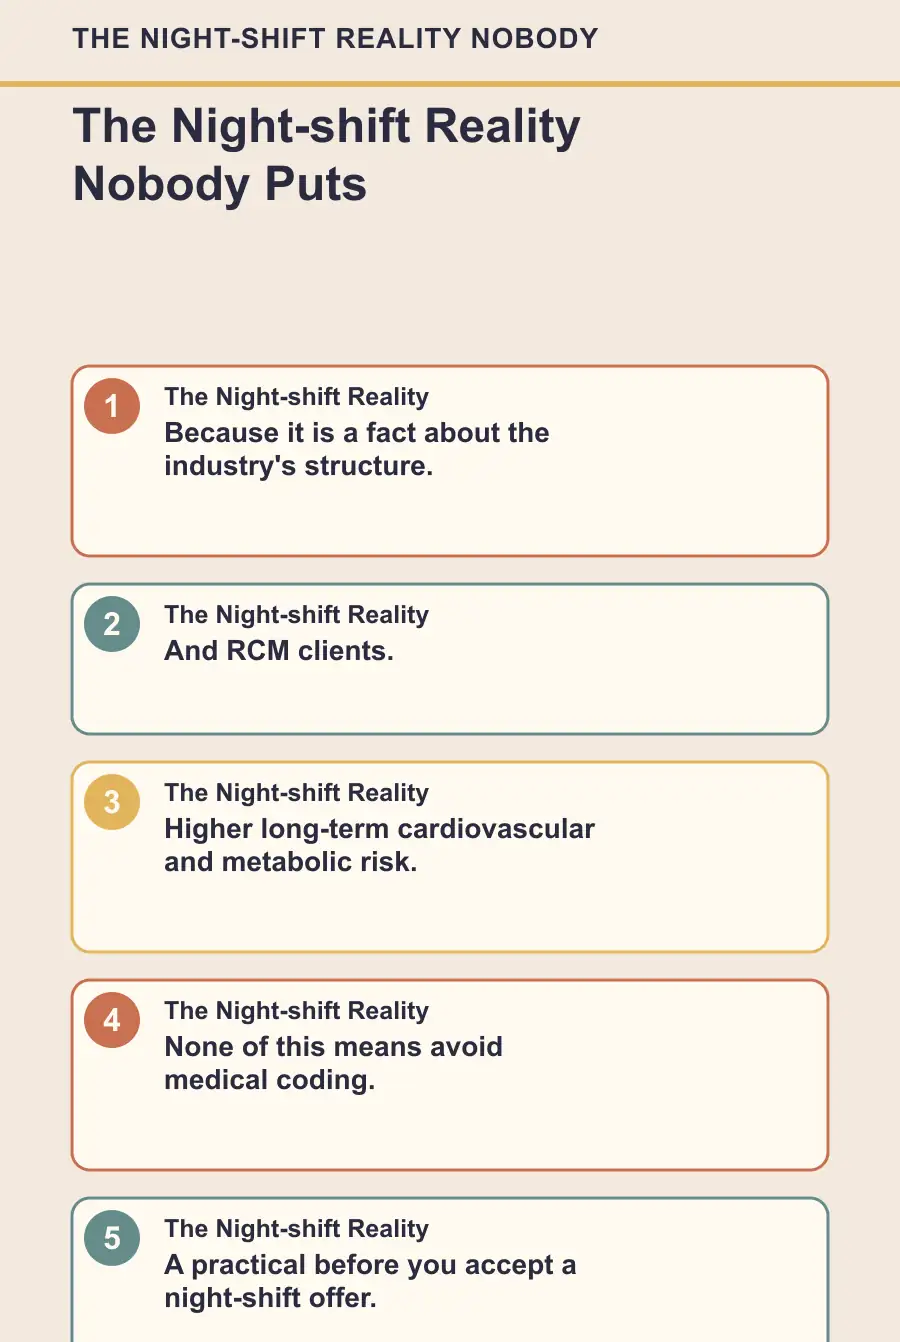 THE NIGHT-SHIFT REALITY NOBODY
The Night-shift Reality
Nobody Puts
1
The Night-shift Reality
Because it is a fact about the
industry's structure.
2
The Night-shift Reality
And RCM clients.
3
The Night-shift Reality
Higher long-term cardiovascular
and metabolic risk.
4
The Night-shift Reality
None of this means avoid
medical coding.
5
The Night-shift Reality
A practical before you accept a
night-shift offer.